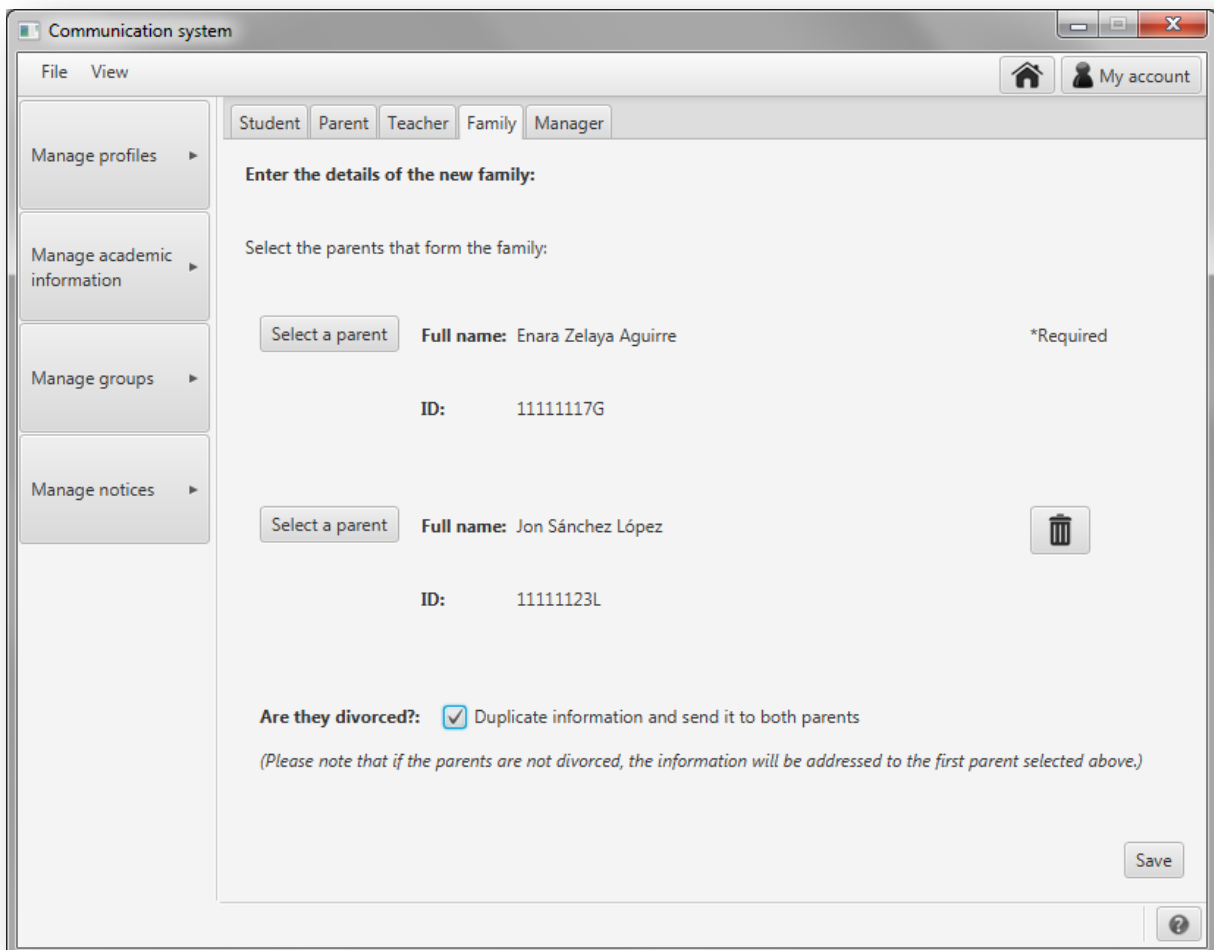 Communication system
File View
My account
Student Parent Teacher Family Manager
Manage profiles
Manage academic
information
Manage groups
Manage notices
Enter the details of the new family:
Select the parents that form the family:
Select a parent Full name: Enara Zelaya Aguirre *Required
ID: 11111117G
Select a parent Full name: Jon Sánchez López
ID: 11111123L
Are they divorced?: Duplicate information and send it to both parents
(Please note that if the parents are not divorced, the information will be addressed to the first parent selected above.)
Save